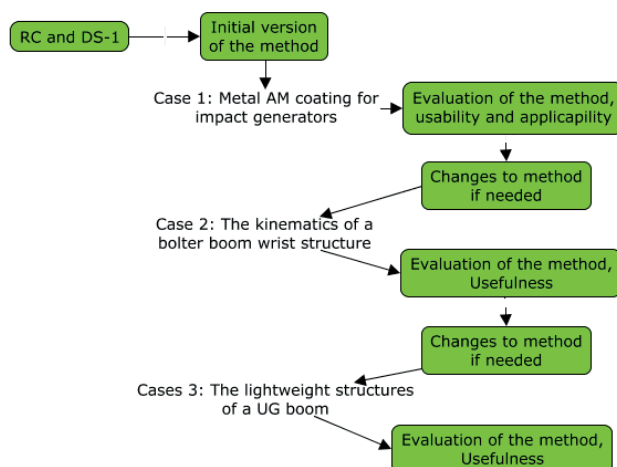 RC and DS-1
Initial version
of the method
Case 1: Metal AM coating for
impact generators
Evaluation of the method,
usability and applicapility
Changes to method
if needed
Case 2: The kinematics of a
bolter boom wrist structure
Evaluation of the method,
Usefulness
Changes to method
if needed
Cases 3: The lightweight structures
of a UG boom
Evaluation of the method,
Usefulness